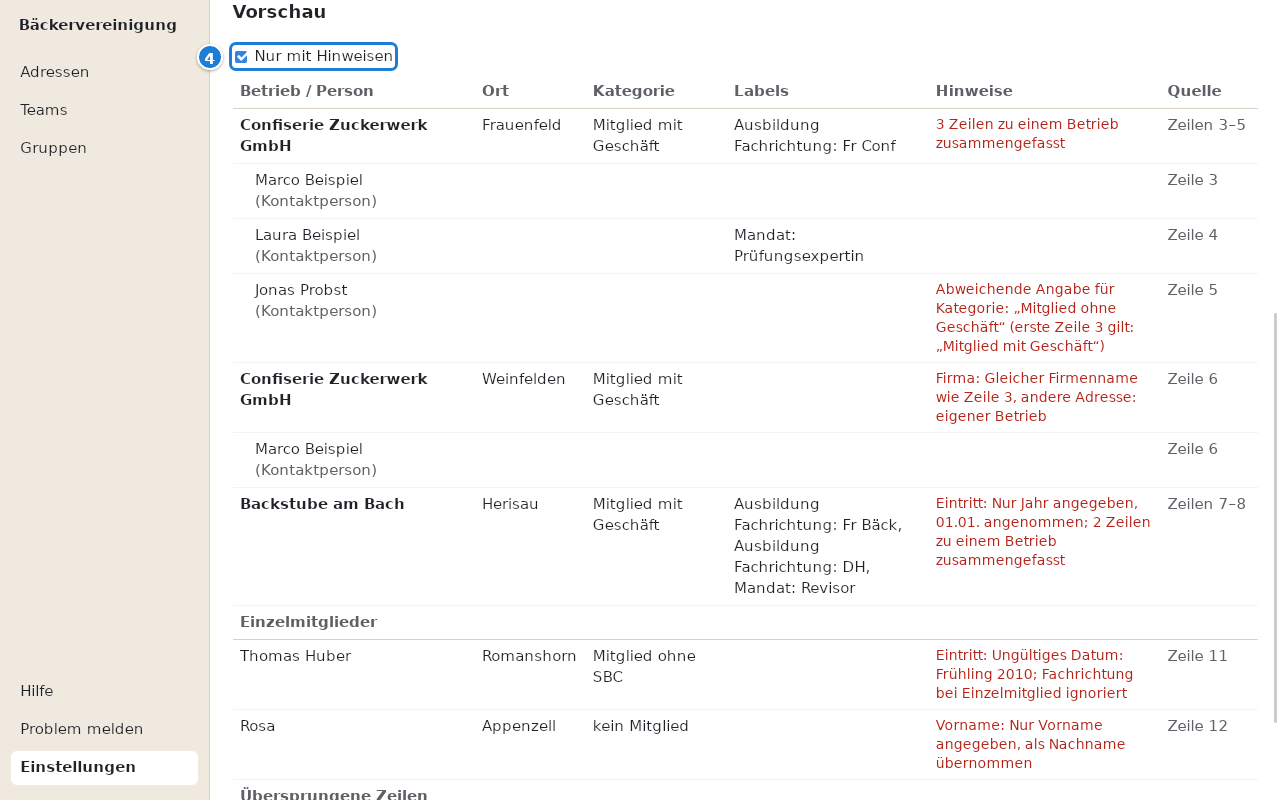 Bäckervereinigung
Adressen
Teams
Gruppen
Hilfe
Problem melden
Einstellungen
Vorschau
4
Nur mit Hinweisen
Betrieb / Person Ort Kategorie Labels Hinweise Quelle
Confiserie Zuckerwerk GmbH Frauenfeld Mitglied mit Geschäft Ausbildung Fachrichtung: Fr Conf 3 Zeilen zu einem Betrieb zusammengefasst Zeilen 3–5
Marco Beispiel (Kontaktperson) Zeile 3
Laura Beispiel (Kontaktperson) Mandat: Prüfungsexpertin Zeile 4
Jonas Probst (Kontaktperson) Abweichende Angabe für Kategorie: „Mitglied ohne Geschäft“ (erste Zeile 3 gilt: „Mitglied mit Geschäft“) Zeile 5
Confiserie Zuckerwerk GmbH Weinfelden Mitglied mit Geschäft Firma: Gleicher Firmenname wie Zeile 3, andere Adresse: eigener Betrieb Zeile 6
Marco Beispiel (Kontaktperson) Zeile 6
Backstube am Bach Herisau Mitglied mit Geschäft Ausbildung Fachrichtung: Fr Bäck, Ausbildung Fachrichtung: DH, Mandat: Revisor Eintritt: Nur Jahr angegeben, 01.01. angenommen; 2 Zeilen zu einem Betrieb zusammengefasst Zeilen 7–8
Einzelmitglieder
Thomas Huber Romanshorn Mitglied ohne SBC Eintritt: Ungültiges Datum: Frühling 2010; Fachrichtung bei Einzelmitglied ignoriert Zeile 11
Rosa Appenzell kein Mitglied Vorname: Nur Vorname angegeben, als Nachname übernommen Zeile 12
Übersprungene Zeilen